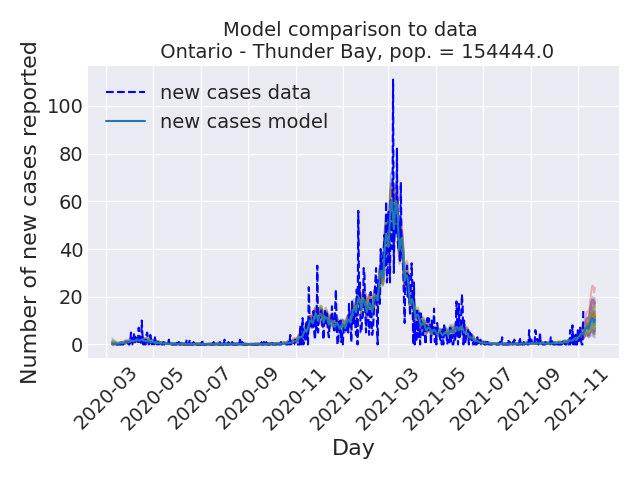 Model comparison to data
Ontario - Thunder Bay, pop. = 154444.0
Number of new cases reported
100
80
60
40
20
0
new cases data
new cases model
2020-03
2020-05
2020-07
2020-09
2020-11
2021-01
2021-03
2021-05
2021-07
2021-09
2021-11
Day